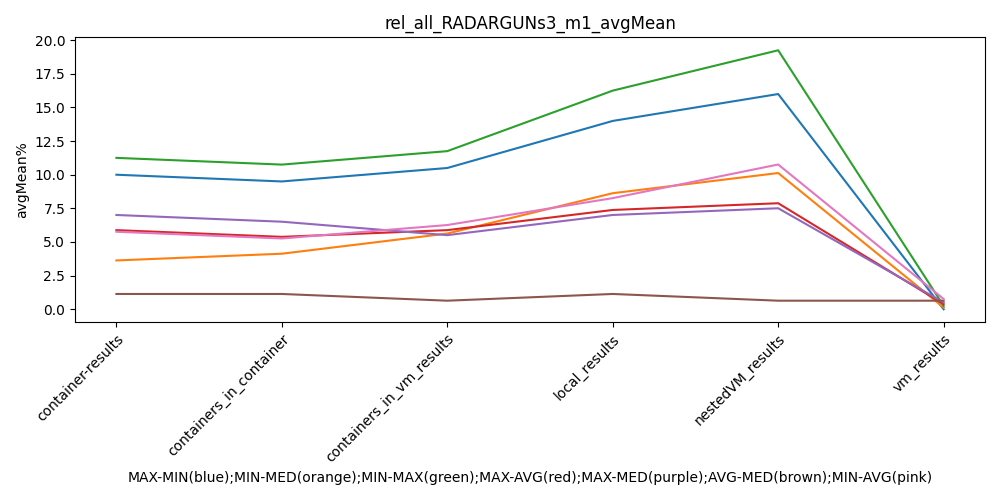 rel_all_RADARGUNs3_m1_avgMean
avgMean%
20.0
17.5
15.0
12.5
10.0
7.5
5.0
2.5
0.0
container-results
containers_in_container
containers_in_vm_results
local_results
nestedVM_results
vm_results
MAX-MIN(blue);MIN-MED(orange);MIN-MAX(green);MAX-AVG(red);MAX-MED(purple);AVG-MED(brown);MIN-AVG(pink)